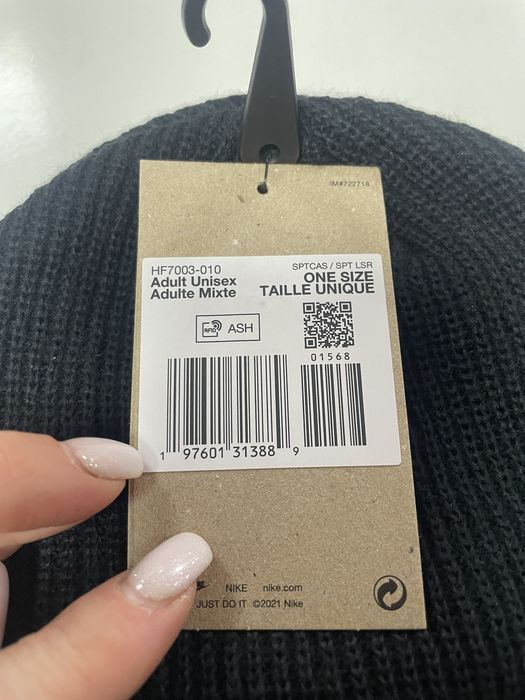 IM#722718
HF7003-010
Adult Unisex
Adulte Mixte
SPTCAS / SPT LSR
ONE SIZE
TAILLE UNIQUE
RFID ASH
01568
1 97601 31388 9
NIKE nike.com
JUST DO IT ©2021 Nike